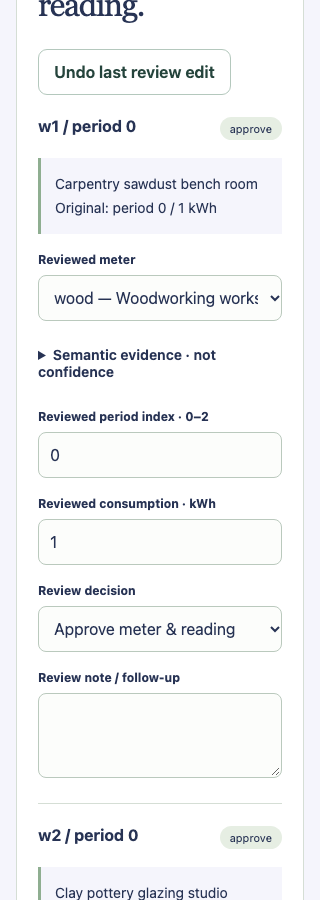 reading.
Undo last review edit
w1 / period 0
approve
Carpentry sawdust bench room
Original: period 0 / 1 kWh
Reviewed meter
wood — Woodworking works
Semantic evidence · not
confidence
Reviewed period index · 0–2
0
Reviewed consumption · kWh
1
Review decision
Approve meter & reading
Review note / follow-up
w2 / period 0
approve
Clay pottery glazing studio